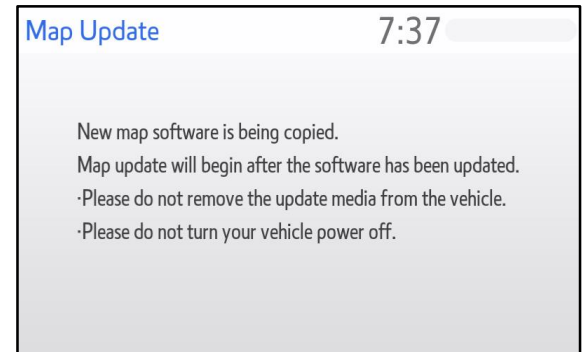 Map Update 7:37
New map software is being copied.
Map update will begin after the software has been updated.
·Please do not remove the update media from the vehicle.
·Please do not turn your vehicle power off.